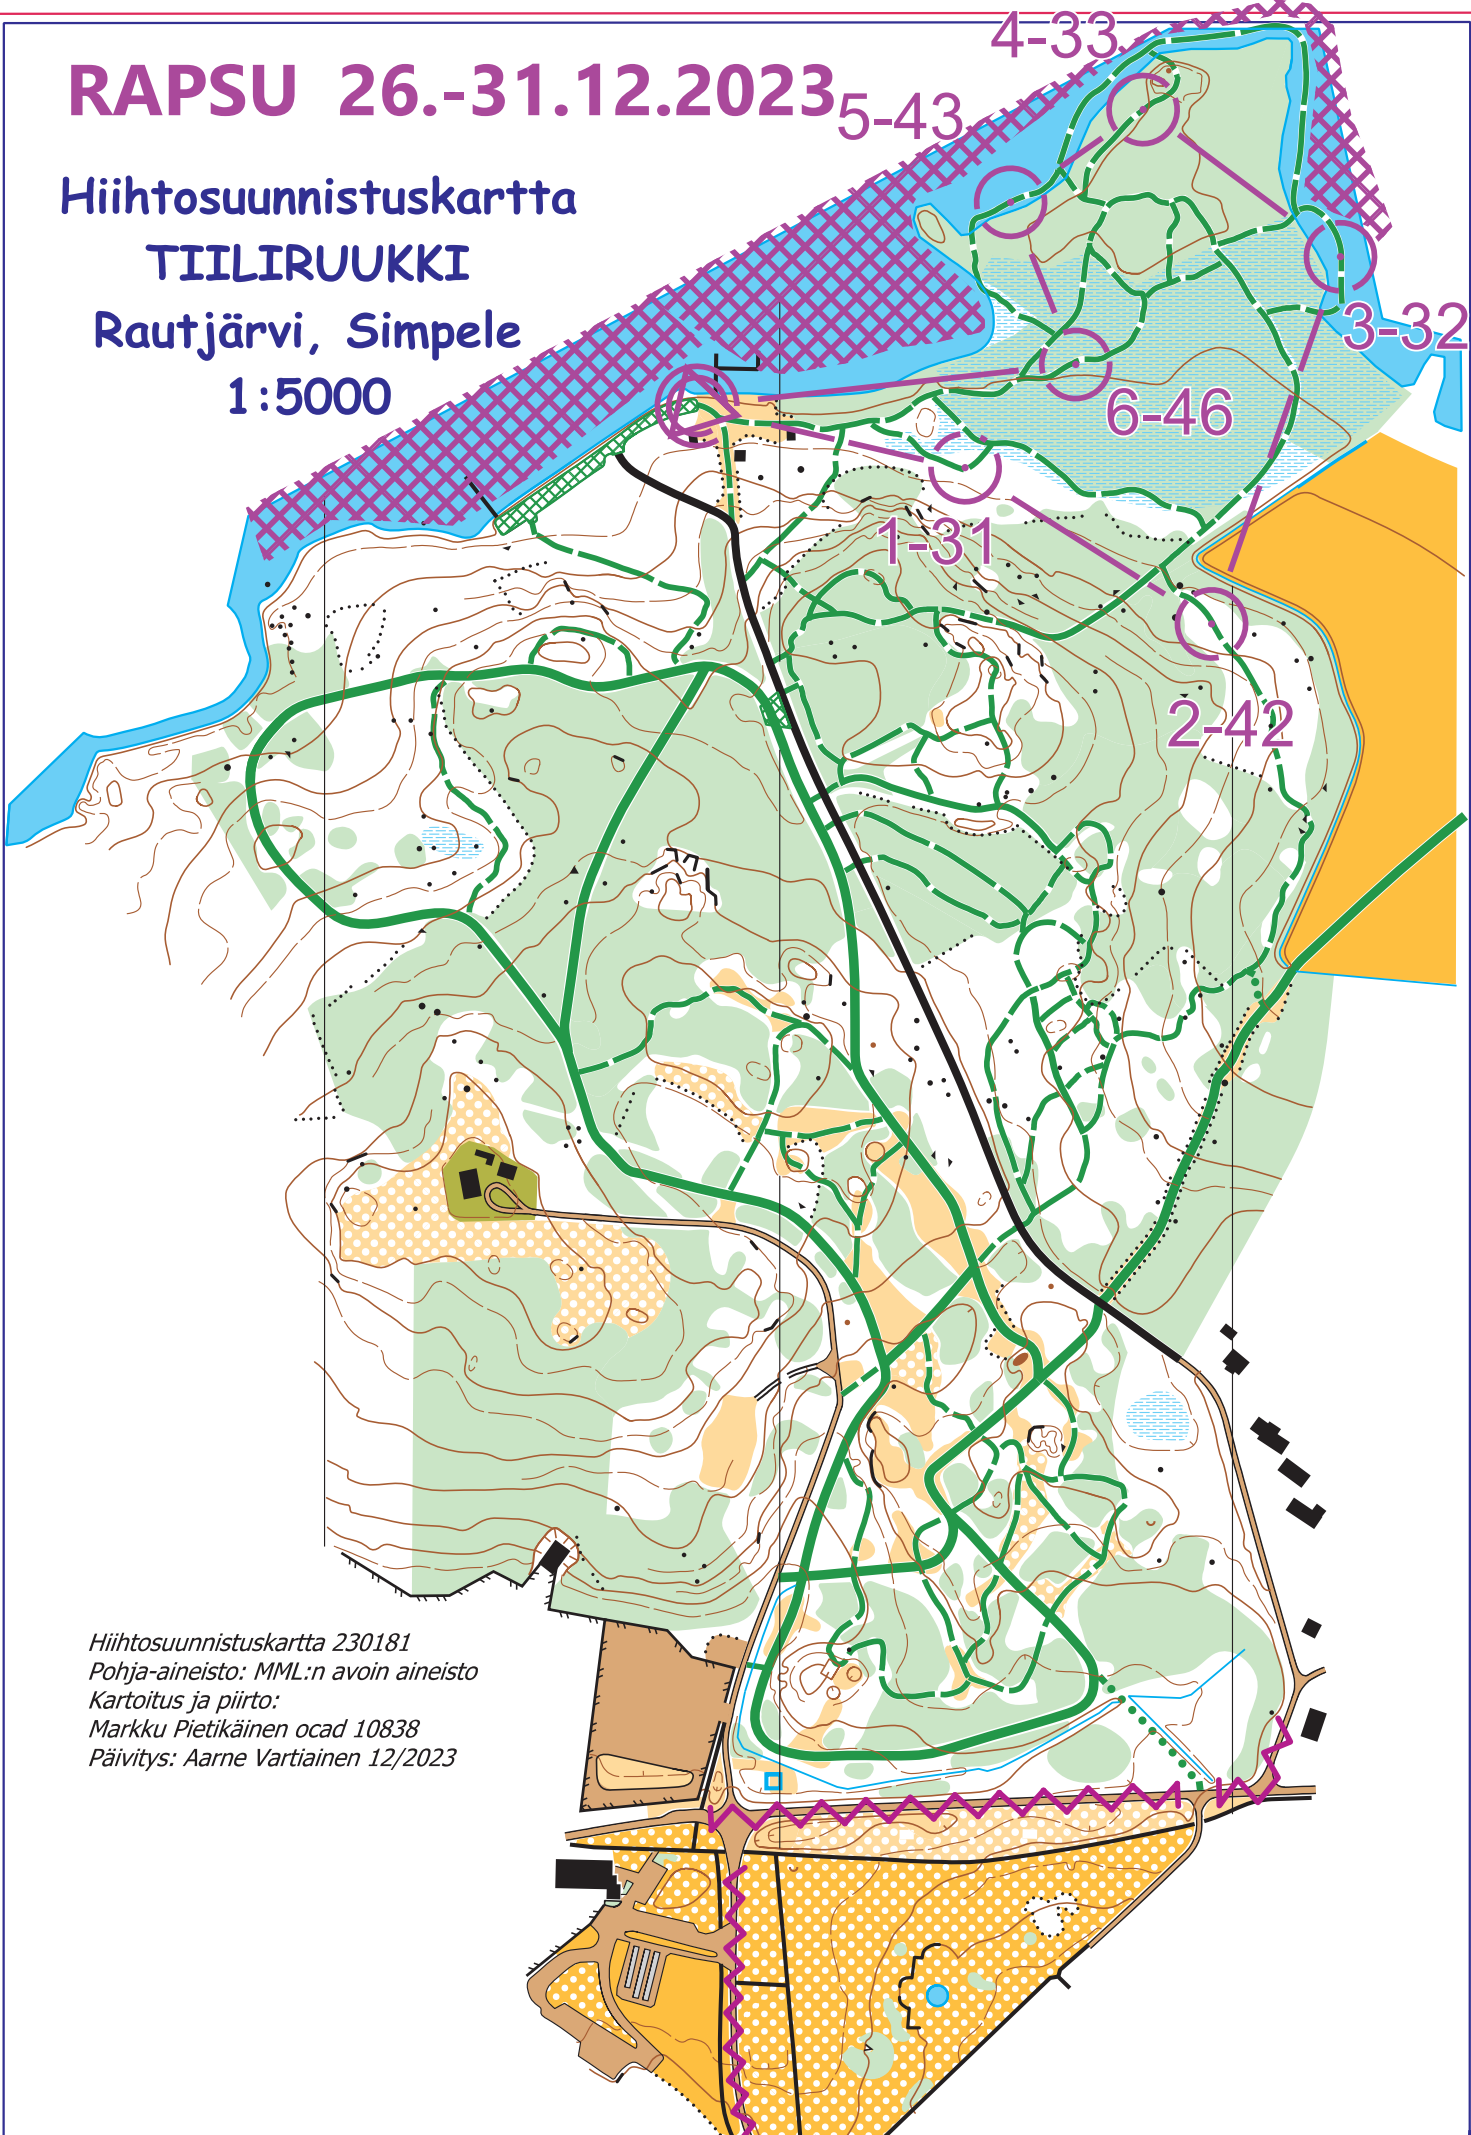 RAPSU 26.-31.12.2023
4-33
5-43
Hiihtosuunnistuskartta
TIILIRUUKKI
Rautjärvi, Simpele
1:5000
3-32
6-46
1-31
2-42
Hiihtosuunnistuskartta 230181
Pohja-aineisto: MML:n avoin aineisto
Kartoitus ja piirto:
Markku Pietikäinen ocad 10838
Päivitys: Aarne Vartiainen 12/2023